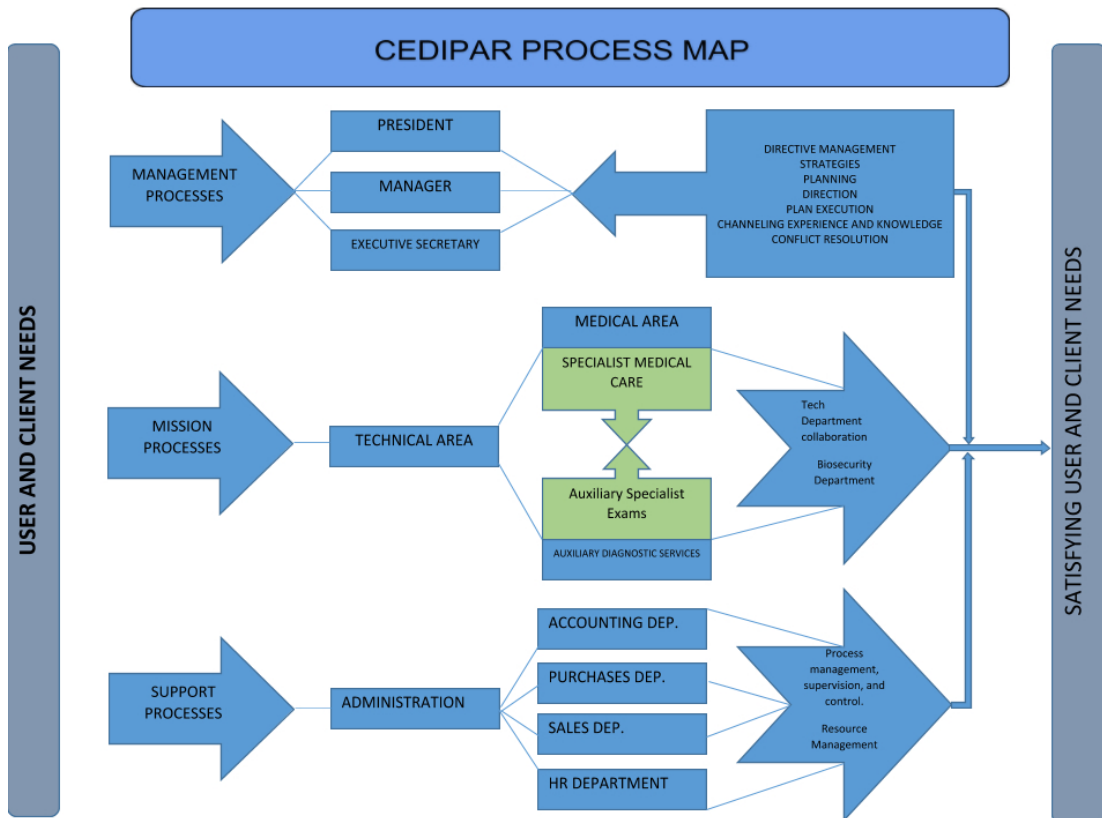 CEDIPAR PROCESS MAP
USER AND CLIENT NEEDS
MANAGEMENT
PROCESSES
PRESIDENT
MANAGER
EXECUTIVE SECRETARY
DIRECTIVE MANAGEMENT
STRATEGIES
PLANNING
DIRECTION
PLAN EXECUTION
CHANNELING EXPERIENCE AND KNOWLEDGE
CONFLICT RESOLUTION
MISSION
PROCESSES
TECHNICAL AREA
MEDICAL AREA
SPECIALIST MEDICAL
CARE
Auxiliary Specialist
Exams
AUXILIARY DIAGNOSTIC SERVICES
Tech
Department
collaboration
Biosecurity
Department
SUPPORT
PROCESSES
ADMINISTRATION
ACCOUNTING DEP.
PURCHASES DEP.
SALES DEP.
HR DEPARTMENT
Process
management,
supervision, and
control.
Resource
Management
SATISFYING USER AND CLIENT NEEDS